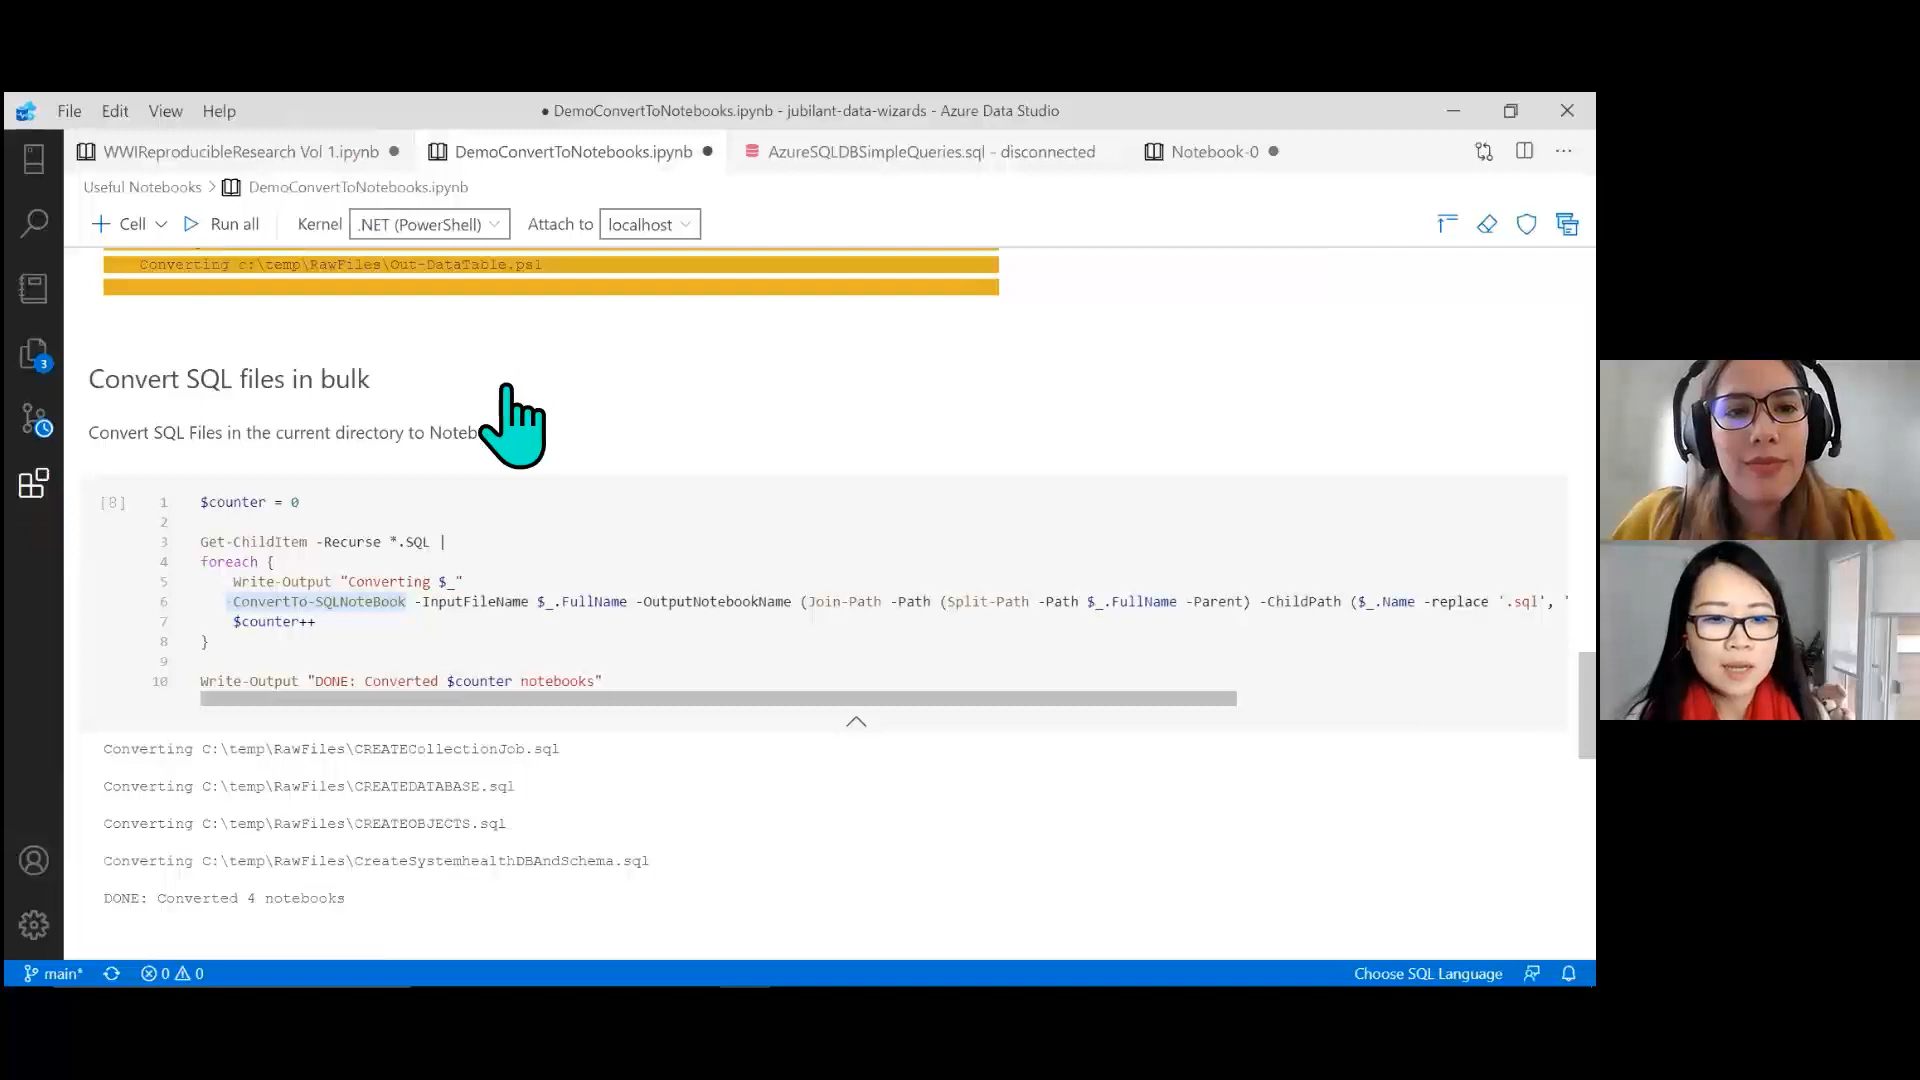 File Edit View Help
● DemoConvertToNotebooks.ipynb - jubilant-data-wizards - Azure Data Studio
WWIReproducibleResearch Vol 1.ipynb ● DemoConvertToNotebooks.ipynb ● AzureSQLDBSimpleQueries.sql - disconnected Notebook-0 ●
Useful Notebooks > DemoConvertToNotebooks.ipynb
Cell Run all Kernel .NET (PowerShell) Attach to localhost
Converting c:\temp\RawFiles\Out-DataTable.ps1
Convert SQL files in bulk
Convert SQL Files in the current directory to
[8]
1 $counter = 0
2
3 Get-ChildItem -Recurse *.SQL |
4 foreach {
5 Write-Output "Converting $_"
6 ConvertTo-SQLNoteBook -InputFileName $_.FullName -OutputNotebookName (Join-Path -Path (Split-Path -Path $_.FullName -Parent) -ChildPath ($_.Name -replace '.sql', '
7 $counter++
8 }
9
10 Write-Output "DONE: Converted $counter notebooks"
Converting C:\temp\RawFiles\CREATECollectionJob.sql
Converting C:\temp\RawFiles\CREATEDATABASE.sql
Converting C:\temp\RawFiles\CREATEOBJECTS.sql
Converting C:\temp\RawFiles\CreateSystemhealthDBAndSchema.sql
DONE: Converted 4 notebooks
3
main* 0 0 Choose SQL Language